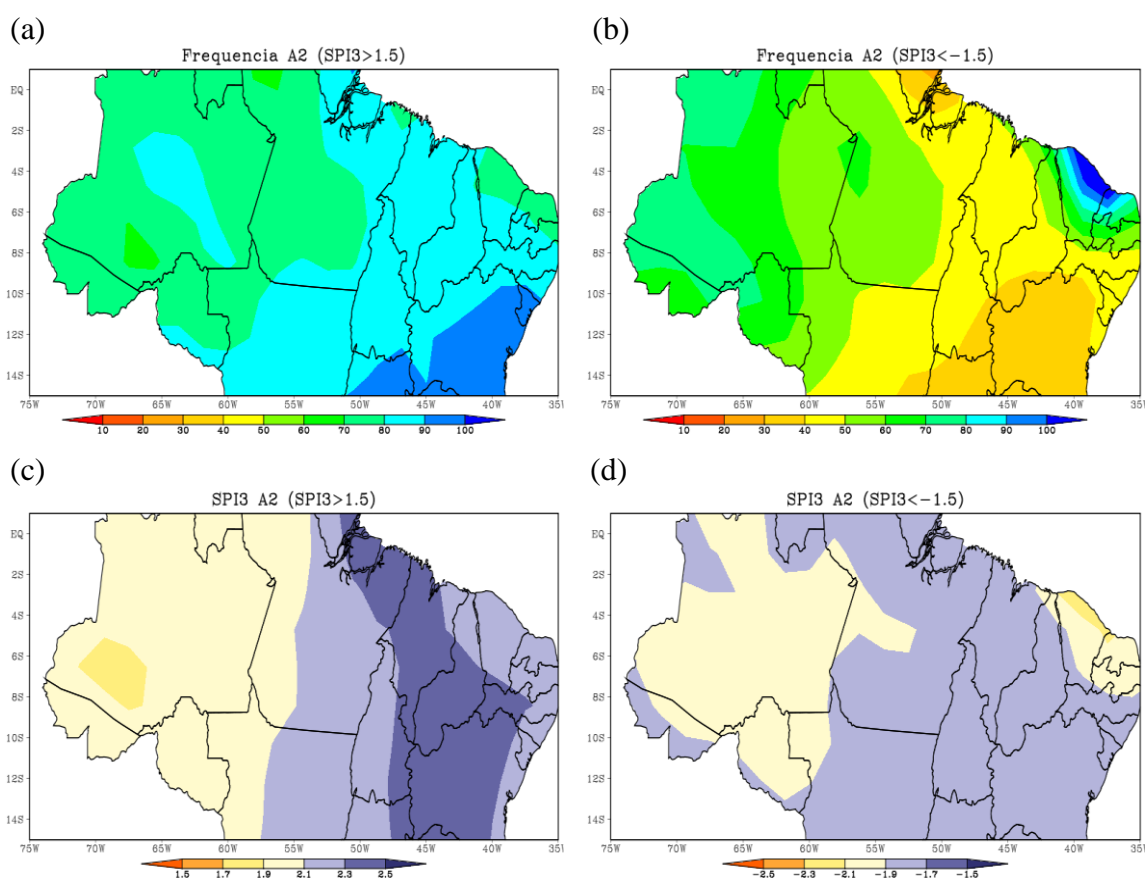 (a)
Frequencia A2 (SPI3>1.5)
EQ
2S
4S
6S
8S
10S
12S
14S
75W 70W 65W 60W 55W 50W 45W 40W 351
10 20 30 40 50 60 70 80 90 100
(b)
Frequencia A2 (SPI3<-1.5)
EQ
2S
4S
6S
8S
10S
12S
14S
75W 70W 65W 60W 55W 50W 45W 40W 351
10 20 30 40 50 60 70 80 90 100
(c)
SPI3 A2 (SPI3>1.5)
EQ
2S
4S
6S
8S
10S
12S
14S
75W 70W 65W 60W 55W 50W 45W 40W 351
1.5 1.7 1.9 2.1 2.3 2.5
(d)
SPI3 A2 (SPI3<-1.5)
EQ
2S
4S
6S
8S
10S
12S
14S
75W 70W 65W 60W 55W 50W 45W 40W 351
-2.5 -2.3 -2.1 -1.9 -1.7 -1.5